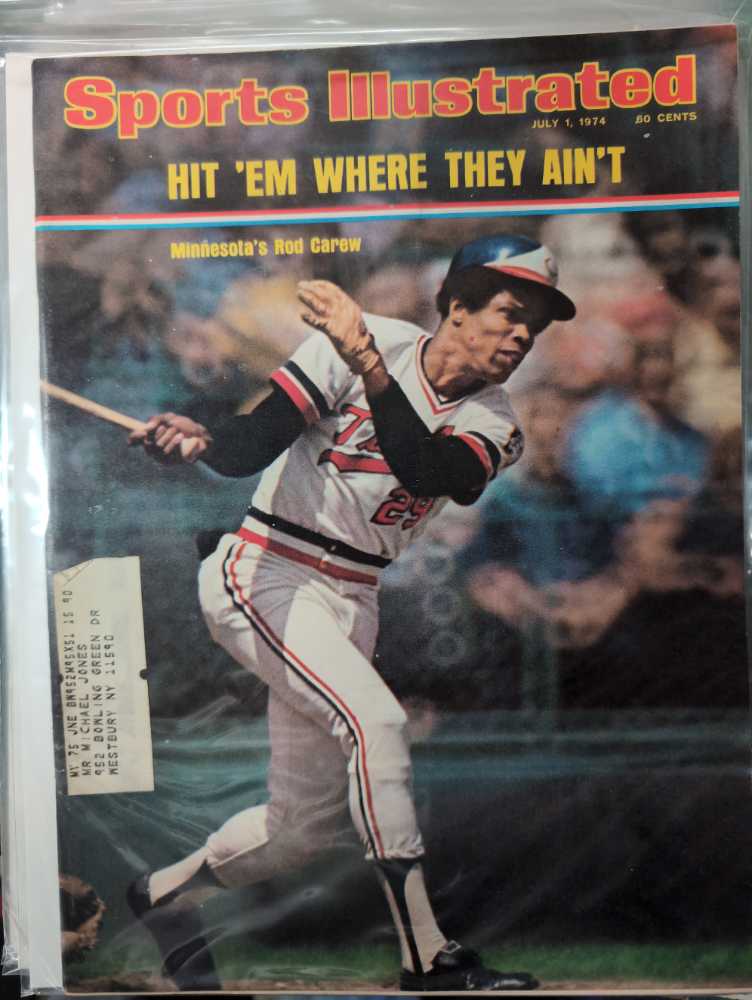 Sports Illustrated
JULY 1, 1974 60 CENTS
HIT 'EM WHERE THEY AIN'T
Minnesota's Rod Carew
29
MR MICHAEL JONES
952 BOWLING GREEN DR
WESTBURY NY 11590